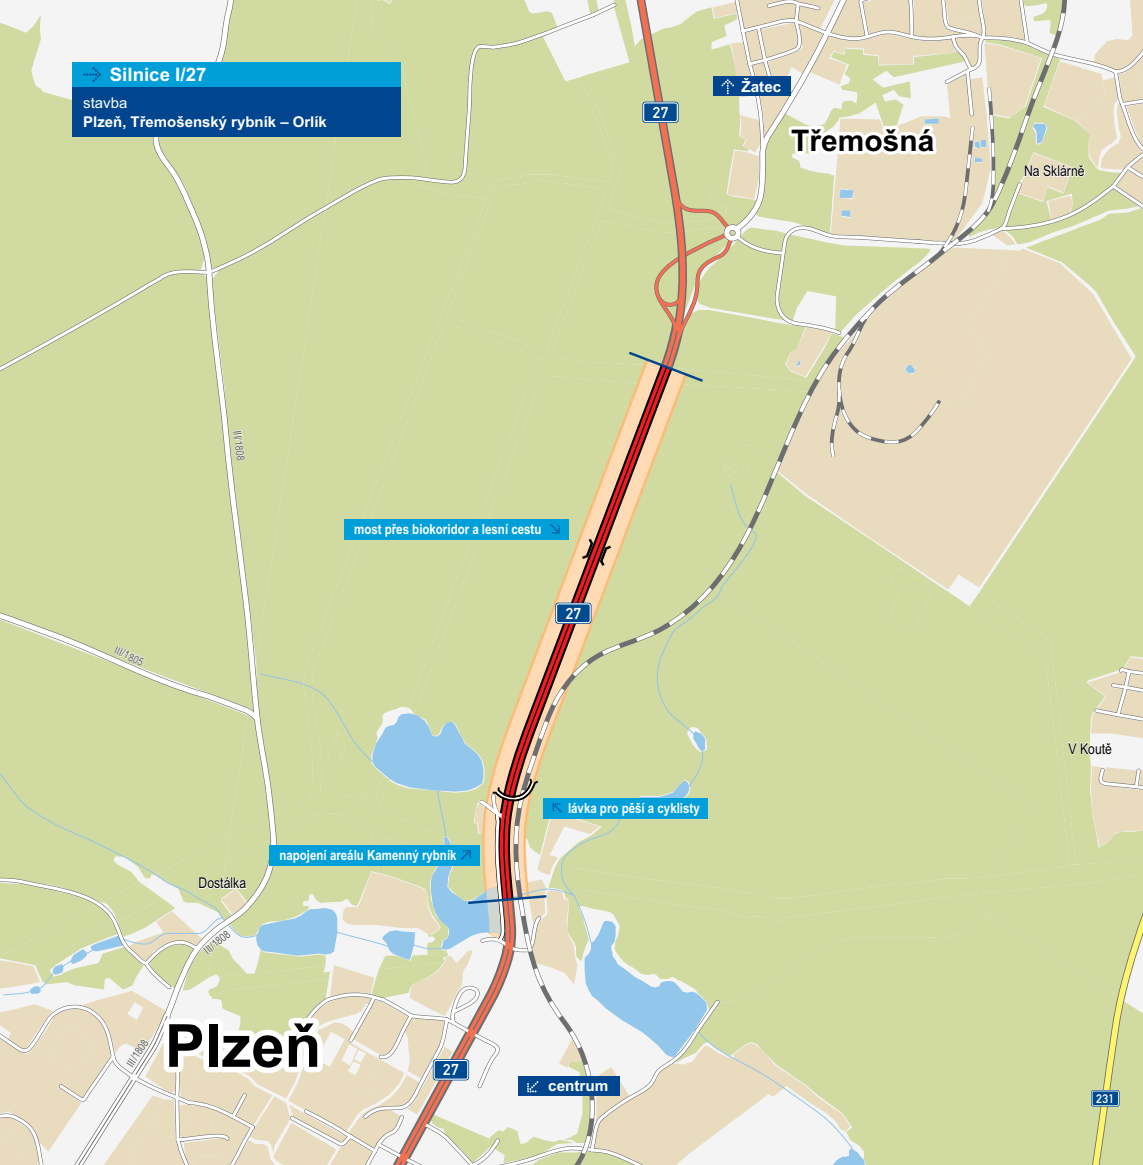 Silnice I/27
stavba
Plzeň, Třemošenský rybník – Orlík
Žatec
27
Třemošná
Na Sklárně
III/1808
most přes biokoridor a lesní cestu
27
III/1805
V Koutě
lávka pro pěší a cyklisty
napojení areálu Kamenný rybník
Dostálka
III/1808
Plzeň
III/1808
27
centrum
231